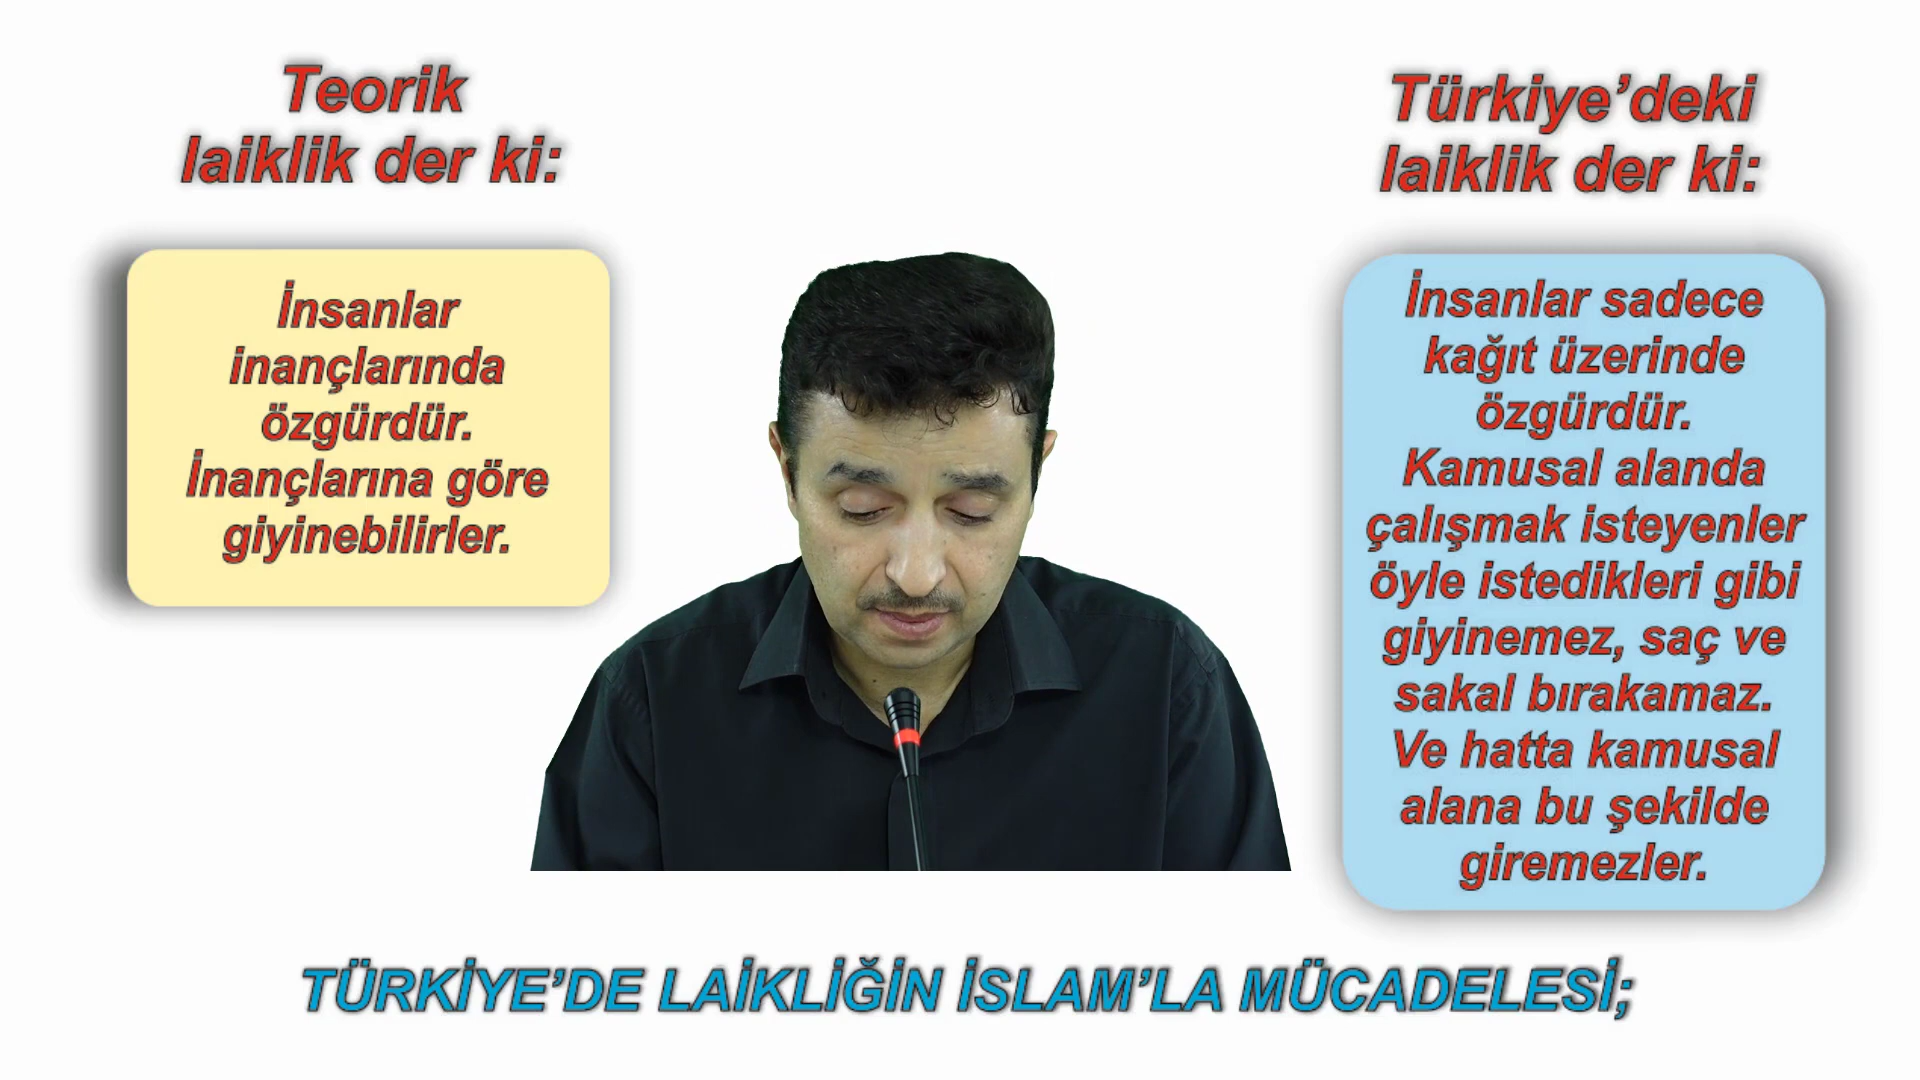 Teorik
laiklik der ki:
İnsanlar
inançlarında
özgürdür.
İnançlarına göre
giyinebilirler.
Türkiye’deki
laiklik der ki:
İnsanlar sadece
kağıt üzerinde
özgürdür.
Kamusal alanda
çalışmak isteyenler
öyle istedikleri gibi
giyinemez, saç ve
sakal bırakamaz.
Ve hatta kamusal
alana bu şekilde
giremezler.
TÜRKİYE’DE LAİKLİĞİN İSLAM’LA MÜCADELESİ;